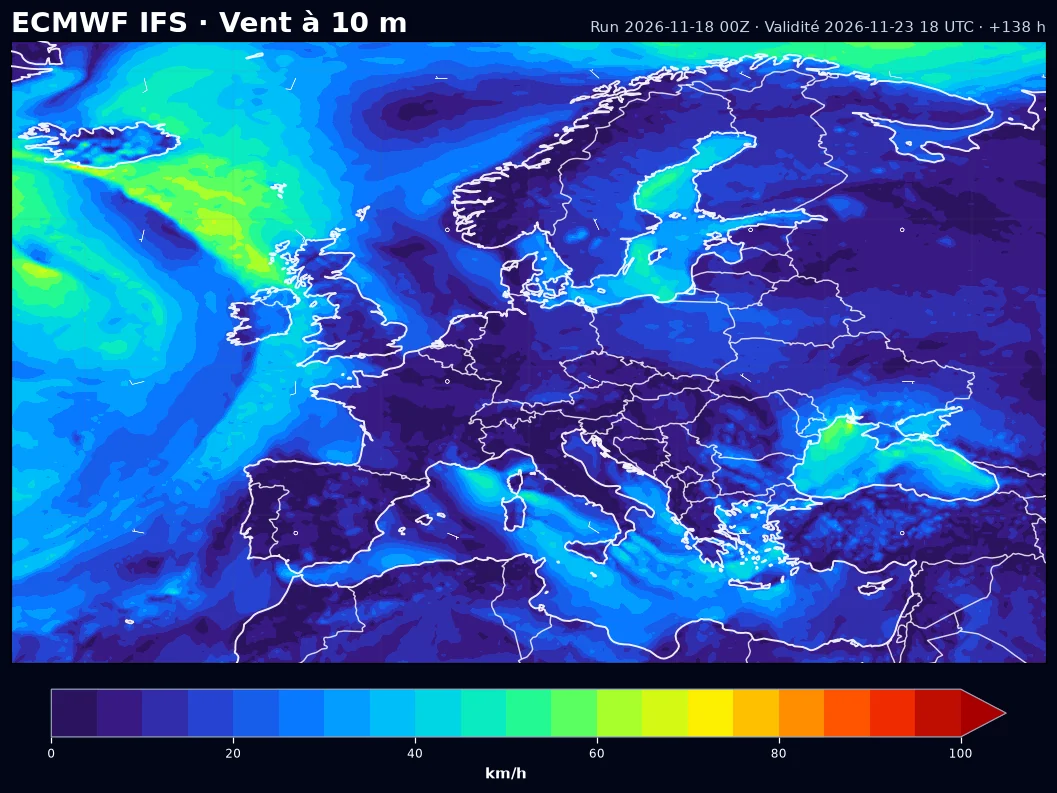 ECMWF IFS · Vent à 10 m
Run 2026-11-18 00Z · Validité 2026-11-23 18 UTC · +138 h
0 20 40 60 80 100
km/h